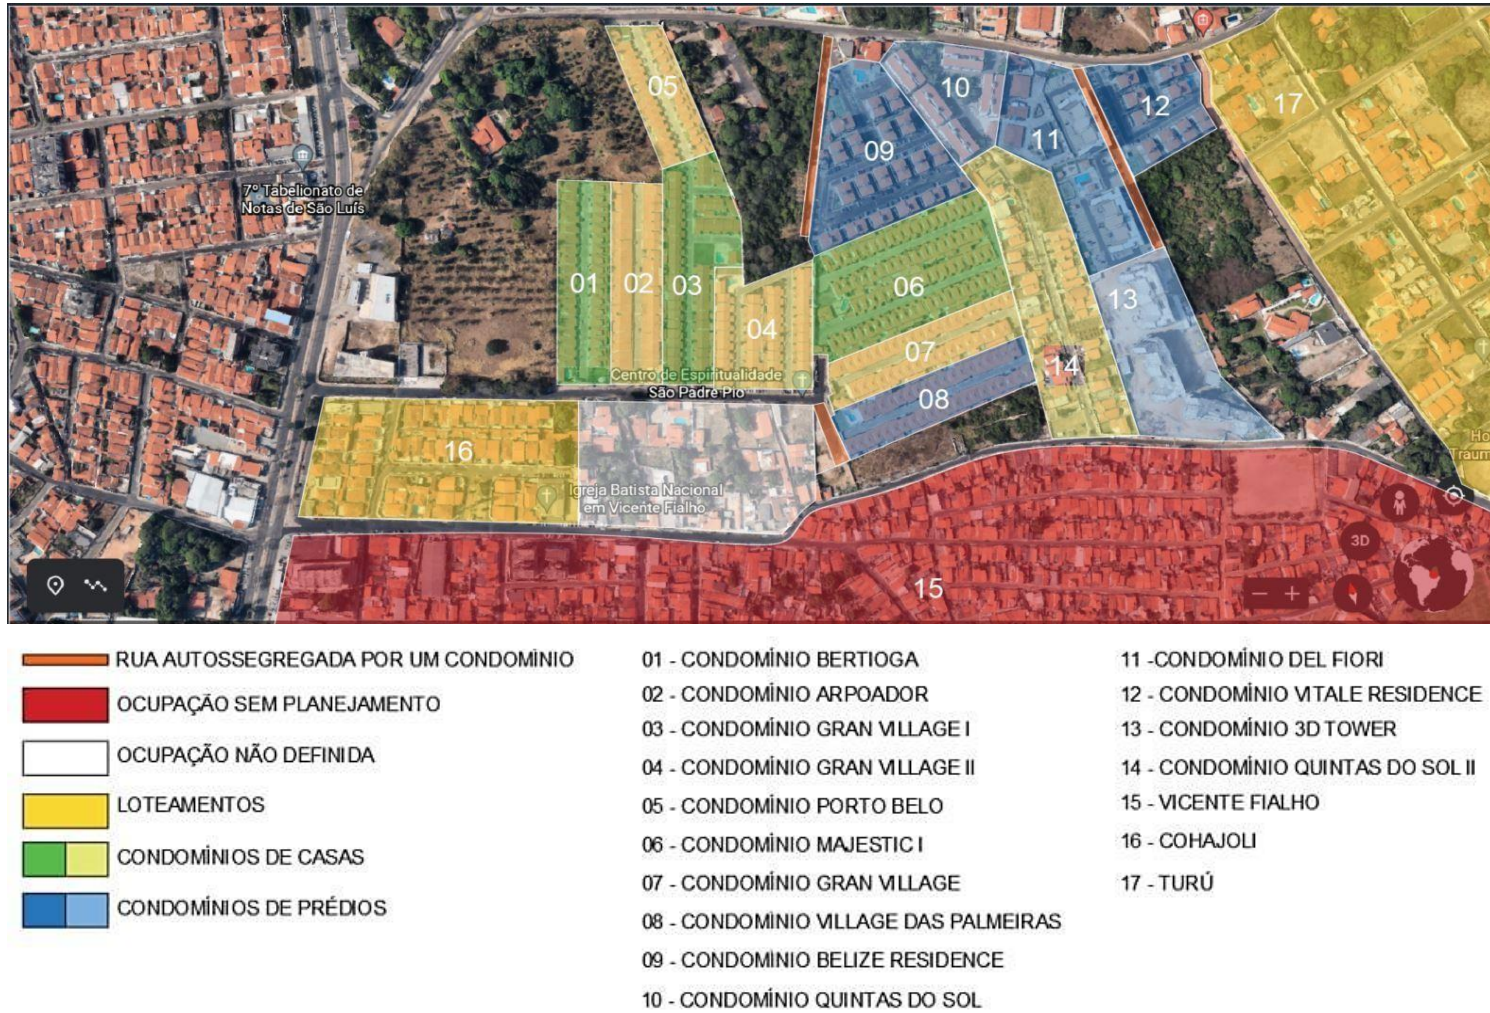 05
10
12
17
09
11
7º Tabelionato de
Notas de São Luís
01
02
03
04
06
13
07
14
Centro de Espiritualidade
São Padre Pio
08
16
Igreja Batista Nacional
em Vicente Fialho
Ho
Traum
15
3D
RUA AUTOSSEGREGADA POR UM CONDOMÍNIO
OCUPAÇÃO SEM PLANEJAMENTO
OCUPAÇÃO NÃO DEFINIDA
LOTEAMENTOS
CONDOMÍNIOS DE CASAS
CONDOMÍNIOS DE PRÉDIOS
01 - CONDOMÍNIO BERTIOGA
02 - CONDOMÍNIO ARPOADOR
03 - CONDOMÍNIO GRAN VILLAGE I
04 - CONDOMÍNIO GRAN VILLAGE II
05 - CONDOMÍNIO PORTO BELO
06 - CONDOMÍNIO MAJESTIC I
07 - CONDOMÍNIO GRAN VILLAGE
08 - CONDOMÍNIO VILLAGE DAS PALMEIRAS
09 - CONDOMÍNIO BELIZE RESIDENCE
10 - CONDOMÍNIO QUINTAS DO SOL
11 -CONDOMÍNIO DEL FIORI
12 - CONDOMÍNIO VITALE RESIDENCE
13 - CONDOMÍNIO 3D TOWER
14 - CONDOMÍNIO QUINTAS DO SOL II
15 - VICENTE FIALHO
16 - COHAJOLI
17 - TURÚ